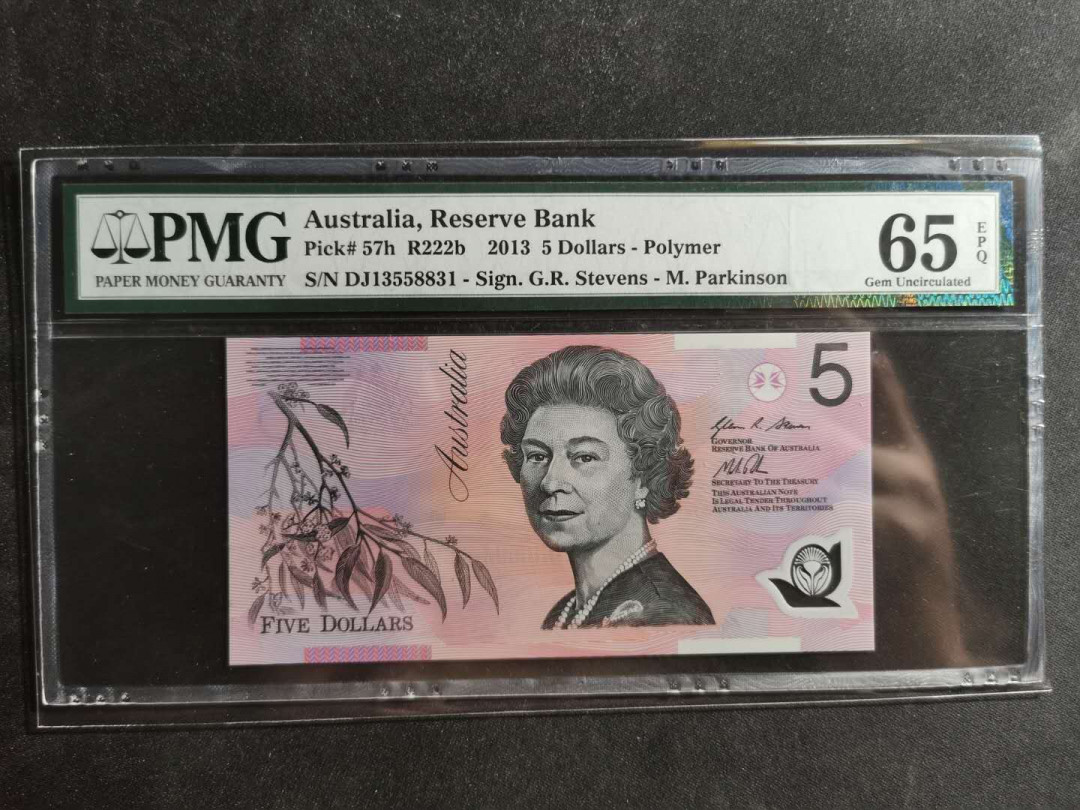 PMG
PAPER MONEY GUARANTY
Australia, Reserve Bank
Pick# 57h R222b 2013 5 Dollars - Polymer
S/N DJ13558831 - Sign. G.R. Stevens - M. Parkinson
65
EPQ
Gem Uncirculated
Australia
5
GOVERNOR
RESERVE BANK OF AUSTRALIA
SECRETARY TO THE TREASURY
THIS AUSTRALIAN NOTE
IS LEGAL TENDER THROUGHOUT
AUSTRALIA AND ITS TERRITORIES
FIVE DOLLARS